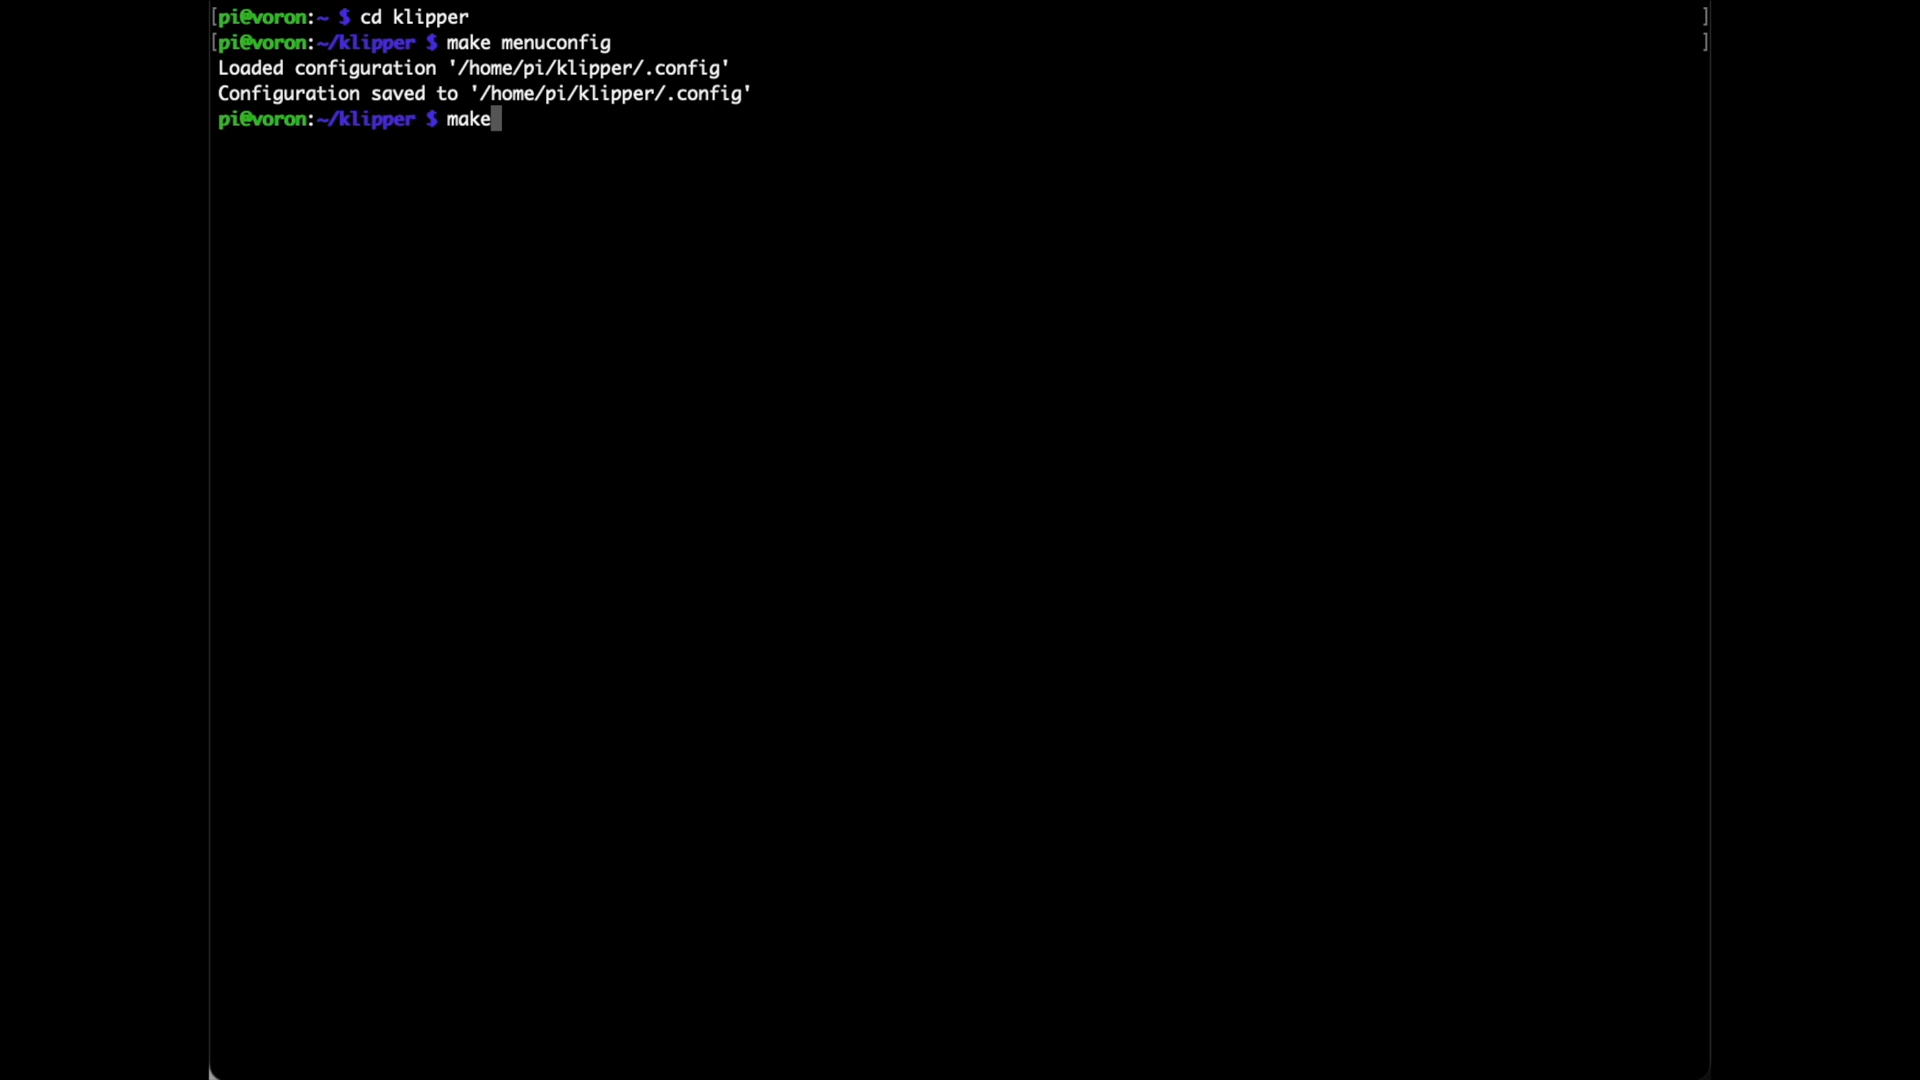 [pi@voron:~ $ cd klipper ]
[pi@voron:~/klipper $ make menuconfig ]
Loaded configuration '/home/pi/klipper/.config'
Configuration saved to '/home/pi/klipper/.config'
pi@voron:~/klipper $ make